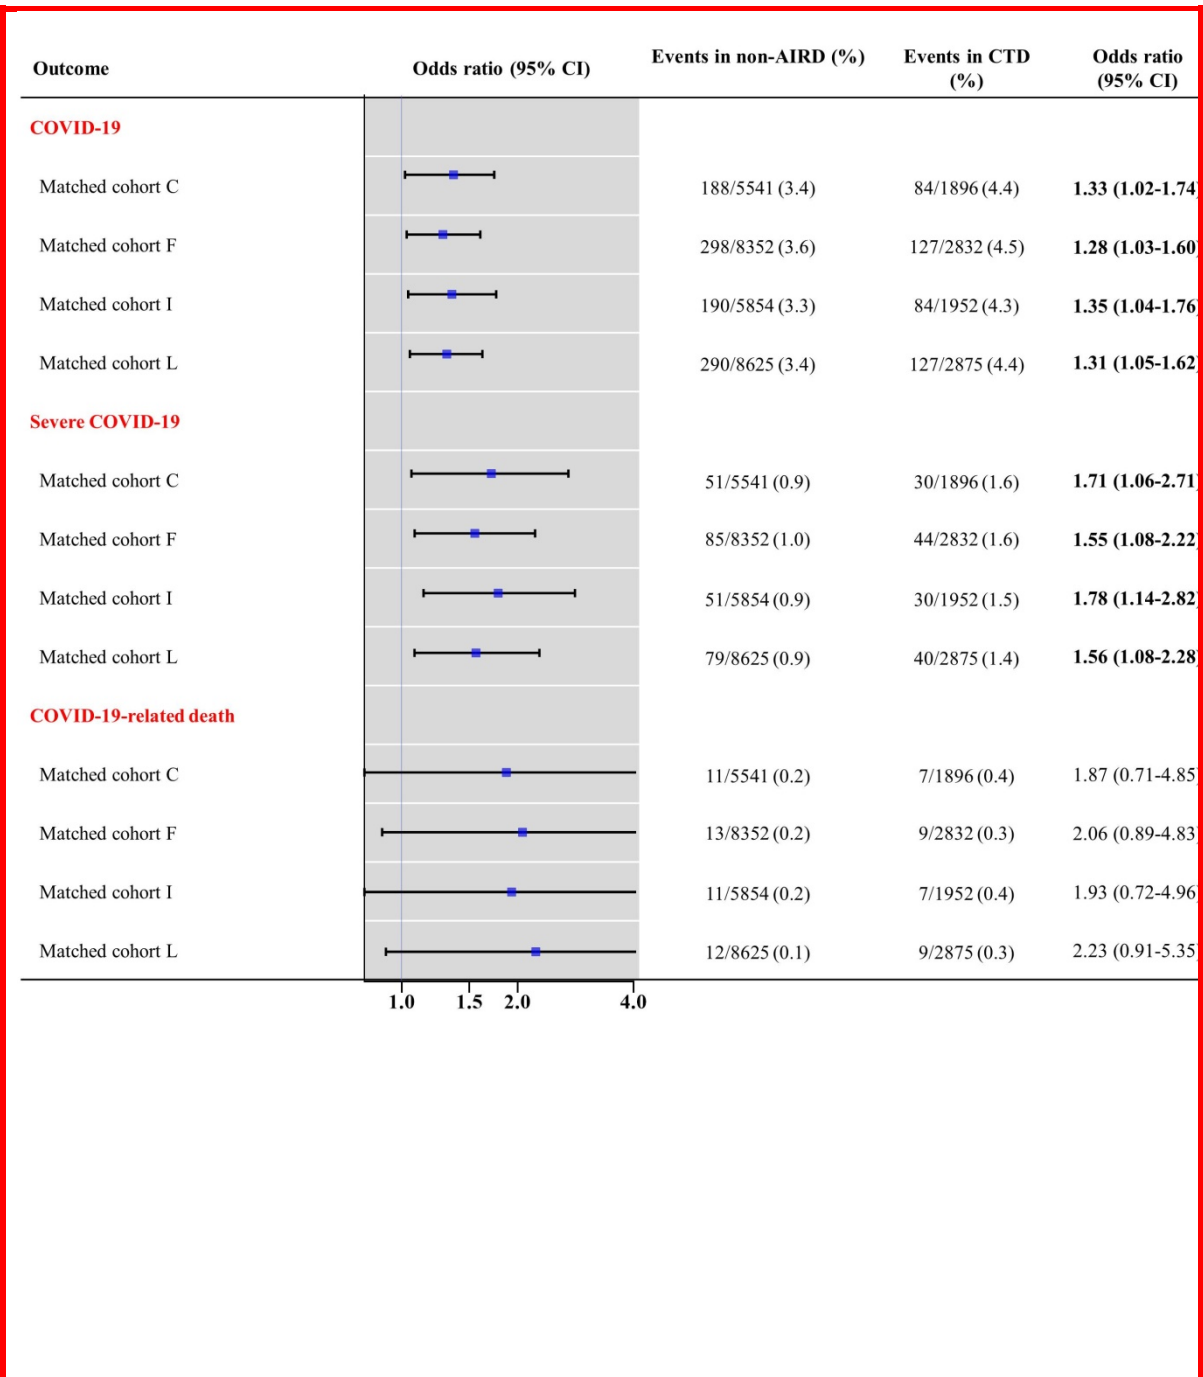 Outcome Odds ratio (95% CI) Events in non-AIRD (%) Events in CTD (%) Odds ratio (95% CI)
COVID-19
Matched cohort C 188/5541 (3.4) 84/1896 (4.4) 1.33 (1.02-1.74)
Matched cohort F 298/8352 (3.6) 127/2832 (4.5) 1.28 (1.03-1.60)
Matched cohort I 190/5854 (3.3) 84/1952 (4.3) 1.35 (1.04-1.76)
Matched cohort L 290/8625 (3.4) 127/2875 (4.4) 1.31 (1.05-1.62)
Severe COVID-19
Matched cohort C 51/5541 (0.9) 30/1896 (1.6) 1.71 (1.06-2.71)
Matched cohort F 85/8352 (1.0) 44/2832 (1.6) 1.55 (1.08-2.22)
Matched cohort I 51/5854 (0.9) 30/1952 (1.5) 1.78 (1.14-2.82)
Matched cohort L 79/8625 (0.9) 40/2875 (1.4) 1.56 (1.08-2.28)
COVID-19-related death
Matched cohort C 11/5541 (0.2) 7/1896 (0.4) 1.87 (0.71-4.85)
Matched cohort F 13/8352 (0.2) 9/2832 (0.3) 2.06 (0.89-4.83)
Matched cohort I 11/5854 (0.2) 7/1952 (0.4) 1.93 (0.72-4.96)
Matched cohort L 12/8625 (0.1) 9/2875 (0.3) 2.23 (0.91-5.35)
1.0 1.5 2.0 4.0